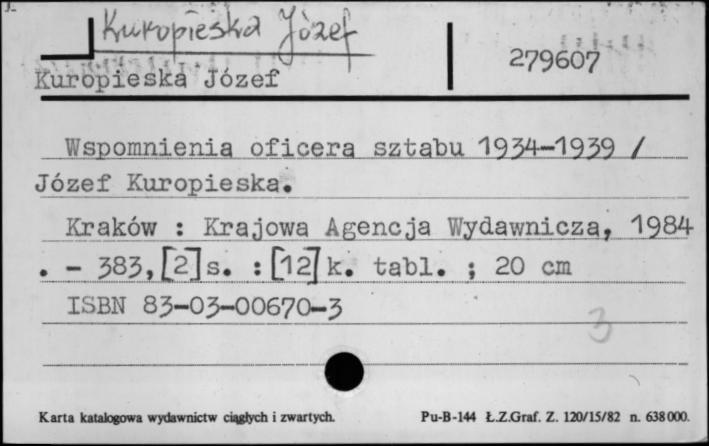 Kuropieska Józef
279607
Kuropieska Józef
Wspomnienia oficera sztabu 1934-1939 /
Józef Kuropieska.
Kraków : Krajowa Agencja Wydawnicza, 1984
. - 383,[2]s. :[12]k. tabl. ; 20 cm
ISBN 83-03-00670-3
3
Karta katalogowa wydawnictw ciągłych i zwartych.
Pu-B-144 Ł.Z.Graf. Z. 120/15/82 n. 638000.